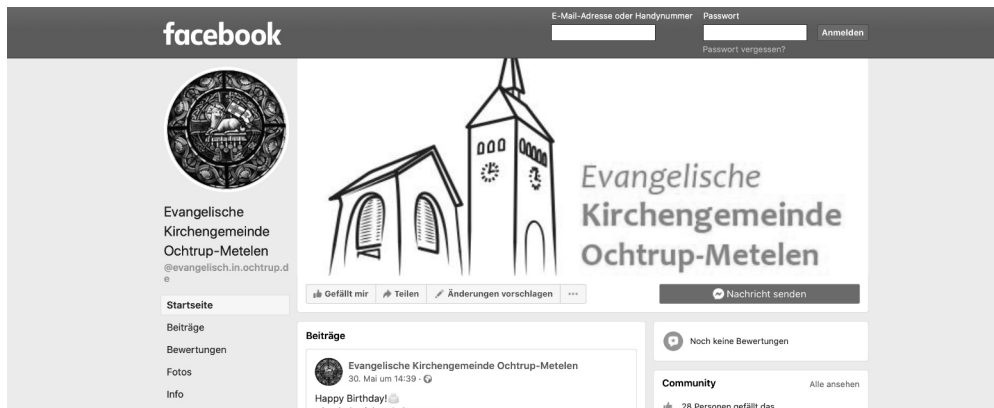 facebook
E-Mail-Adresse oder Handynummer
Passwort
Anmelden
Passwort vergessen?
Evangelische
Kirchengemeinde
Ochtrup-Metelen
@evangelisch.in.ochtrup.d
e
Startseite
Beiträge
Bewertungen
Fotos
Info
Evangelische
Kirchengemeinde
Ochtrup-Metelen
Gefällt mir
Teilen
Änderungen vorschlagen
...
Nachricht senden
Beiträge
Evangelische Kirchengemeinde Ochtrup-Metelen
30. Mai um 14:39 ·
Happy Birthday!
Noch keine Bewertungen
Community
Alle ansehen
28 Personen gefällt das